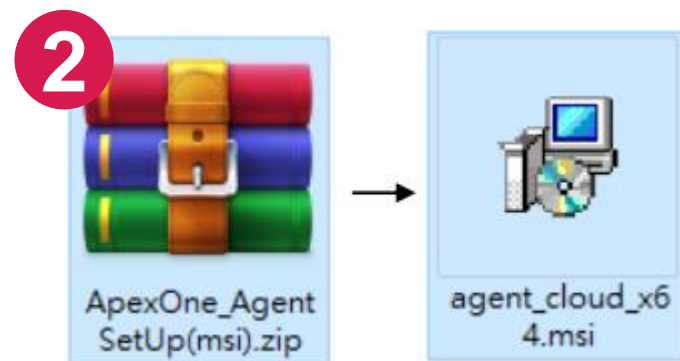 2
ApexOne_Agent
SetUp(msi).zip
agent_cloud_x6
4.msi